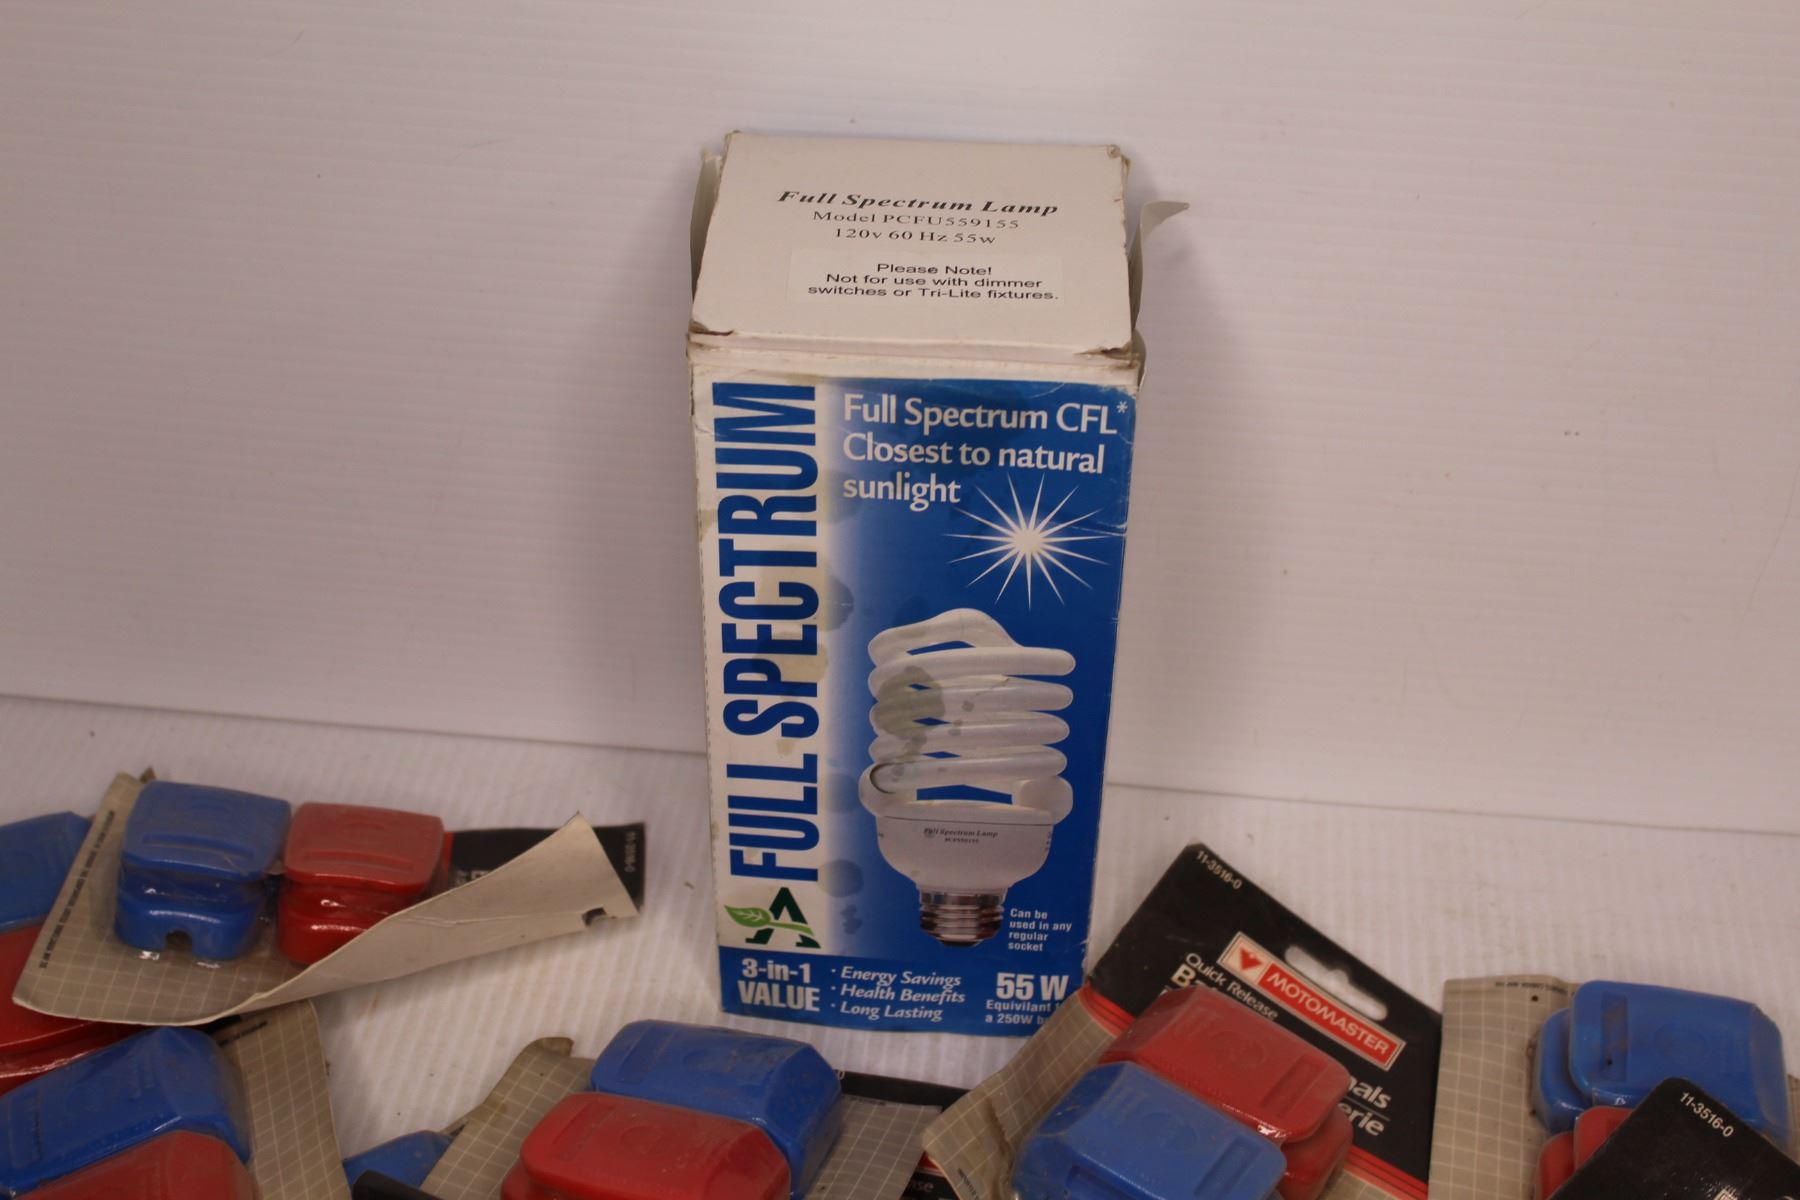 Full Spectrum Lamp
Model PCFU559155
120v 60 Hz 55w
Please Note!
Not for use with dimmer
switches or Tri-Lite fixtures.
FULL SPECTRUM
Full Spectrum CFL*
Closest to natural
sunlight
Full Spectrum Lamp
Can be
used in any
regular
socket
3-in-1
VALUE
· Energy Savings
· Health Benefits
· Long Lasting
55 W
Equivilant
a 250W
11-3516-0
11-3516-0
MOTOMASTER
Quick Release
11-3516-0